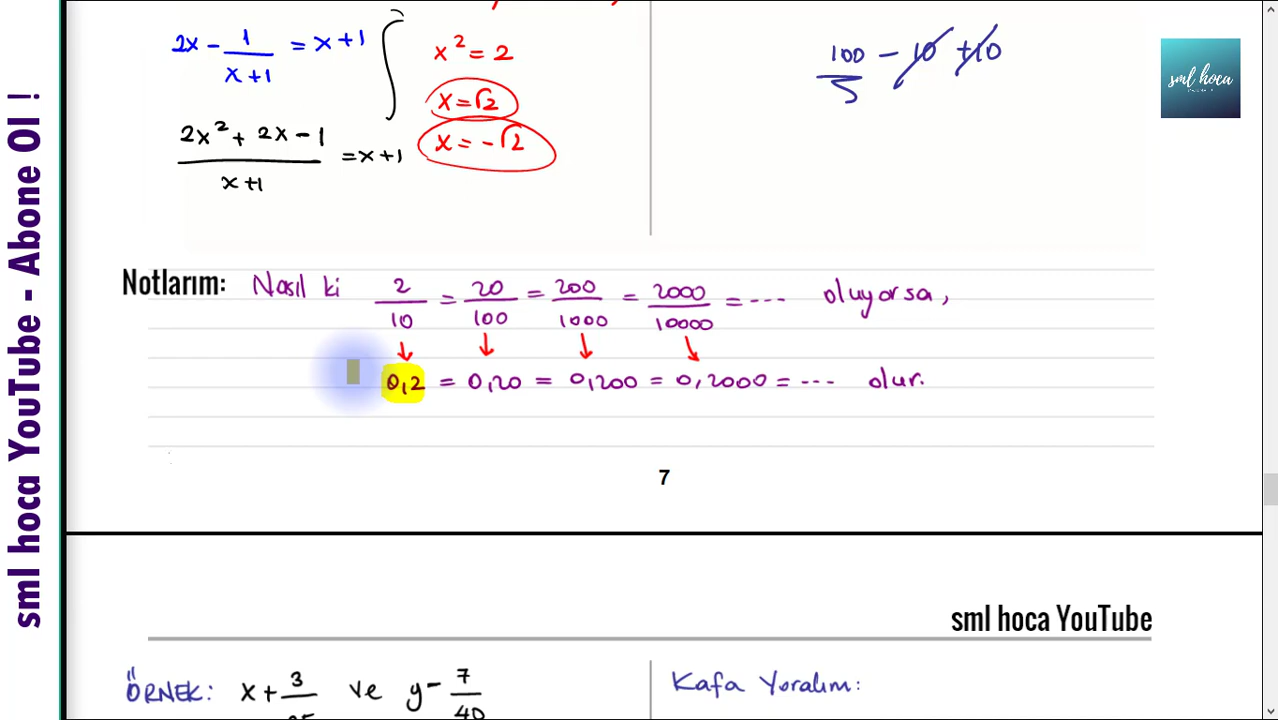 sml hoca YouTube - Abone Ol !
2x - 1/(x+1) = x+1
(2x² + 2x - 1)/(x+1) = x+1
x² = 2
x = √2
x = -√2
100/5 - 10 + 10
sml hoca
Notlarım: Nasıl ki 2/10 = 20/100 = 200/1000 = 2000/10000 = --- oluyorsa,
0,2 = 0,20 = 0,200 = 0,2000 = --- olur.
7
sml hoca YouTube
ÖRNEK: x + 3/ ve y - 7/40
Kafa Yoralım: